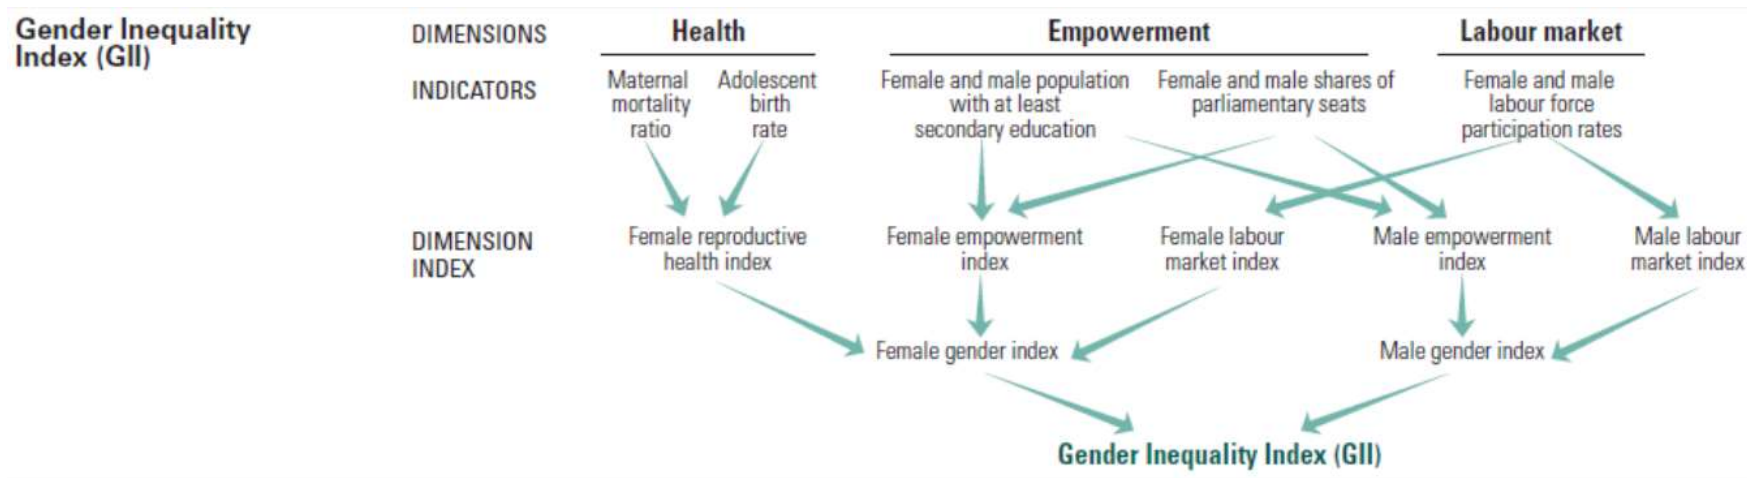 Gender Inequality
Index (GII)
DIMENSIONS
Health
Empowerment
Labour market
INDICATORS
Maternal
mortality
ratio
Adolescent
birth
rate
Female and male population
with at least
secondary education
Female and male shares of
parliamentary seats
Female and male
labour force
participation rates
DIMENSION
INDEX
Female reproductive
health index
Female empowerment
index
Female labour
market index
Male empowerment
index
Male labour
market index
Female gender index
Male gender index
Gender Inequality Index (GII)